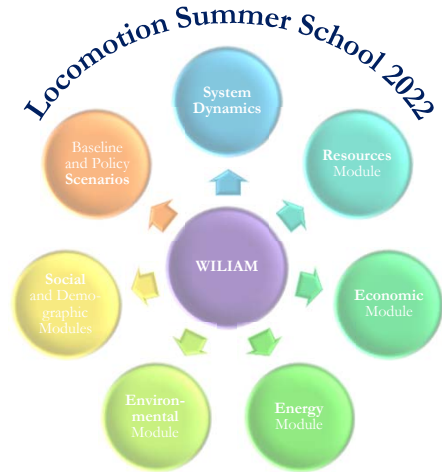 Locomotion Summer School 2022
System
Dynamics
Baseline
and Policy
Scenarios
Resources
Module
WILIAM
Social
and Demo-
graphic
Modules
Economic
Module
Environ-
mental
Module
Energy
Module